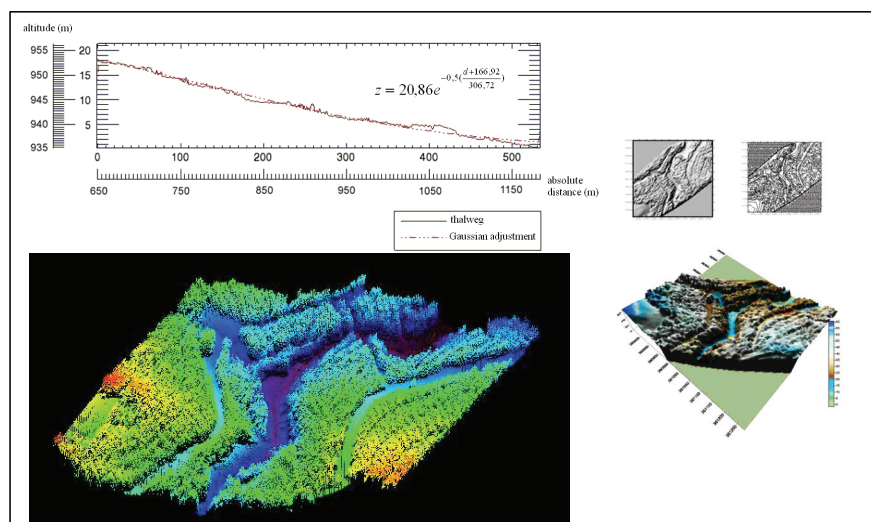 altitude (m)
955
950
945
940
935
20
15
10
5
z = 20,86e^{-0.5(\frac{d+166,92}{306,72})}
0 100 200 300 400 500
650 750 850 950 1050 1150
absolute
distance (m)
thalweg
Gaussian adjustment